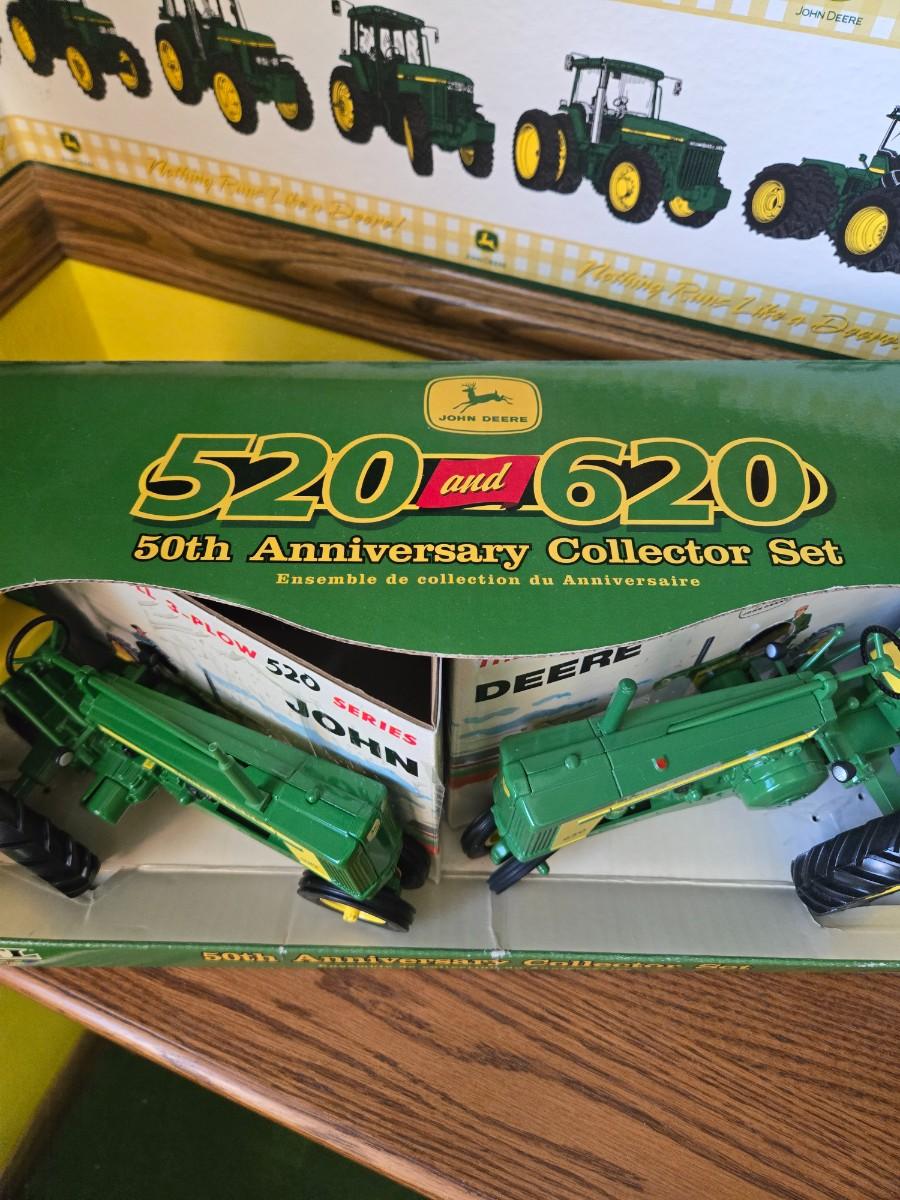 JOHN DEERE
Nothing Runs Like a Deere!
Nothing Runs Like a Deere
JOHN DEERE
520 and 620
50th Anniversary Collector Set
Ensemble de collection du Anniversaire
3-PLOW 520 SERIES
JOHN
DEERE
620
50th Anniversary Collector Set